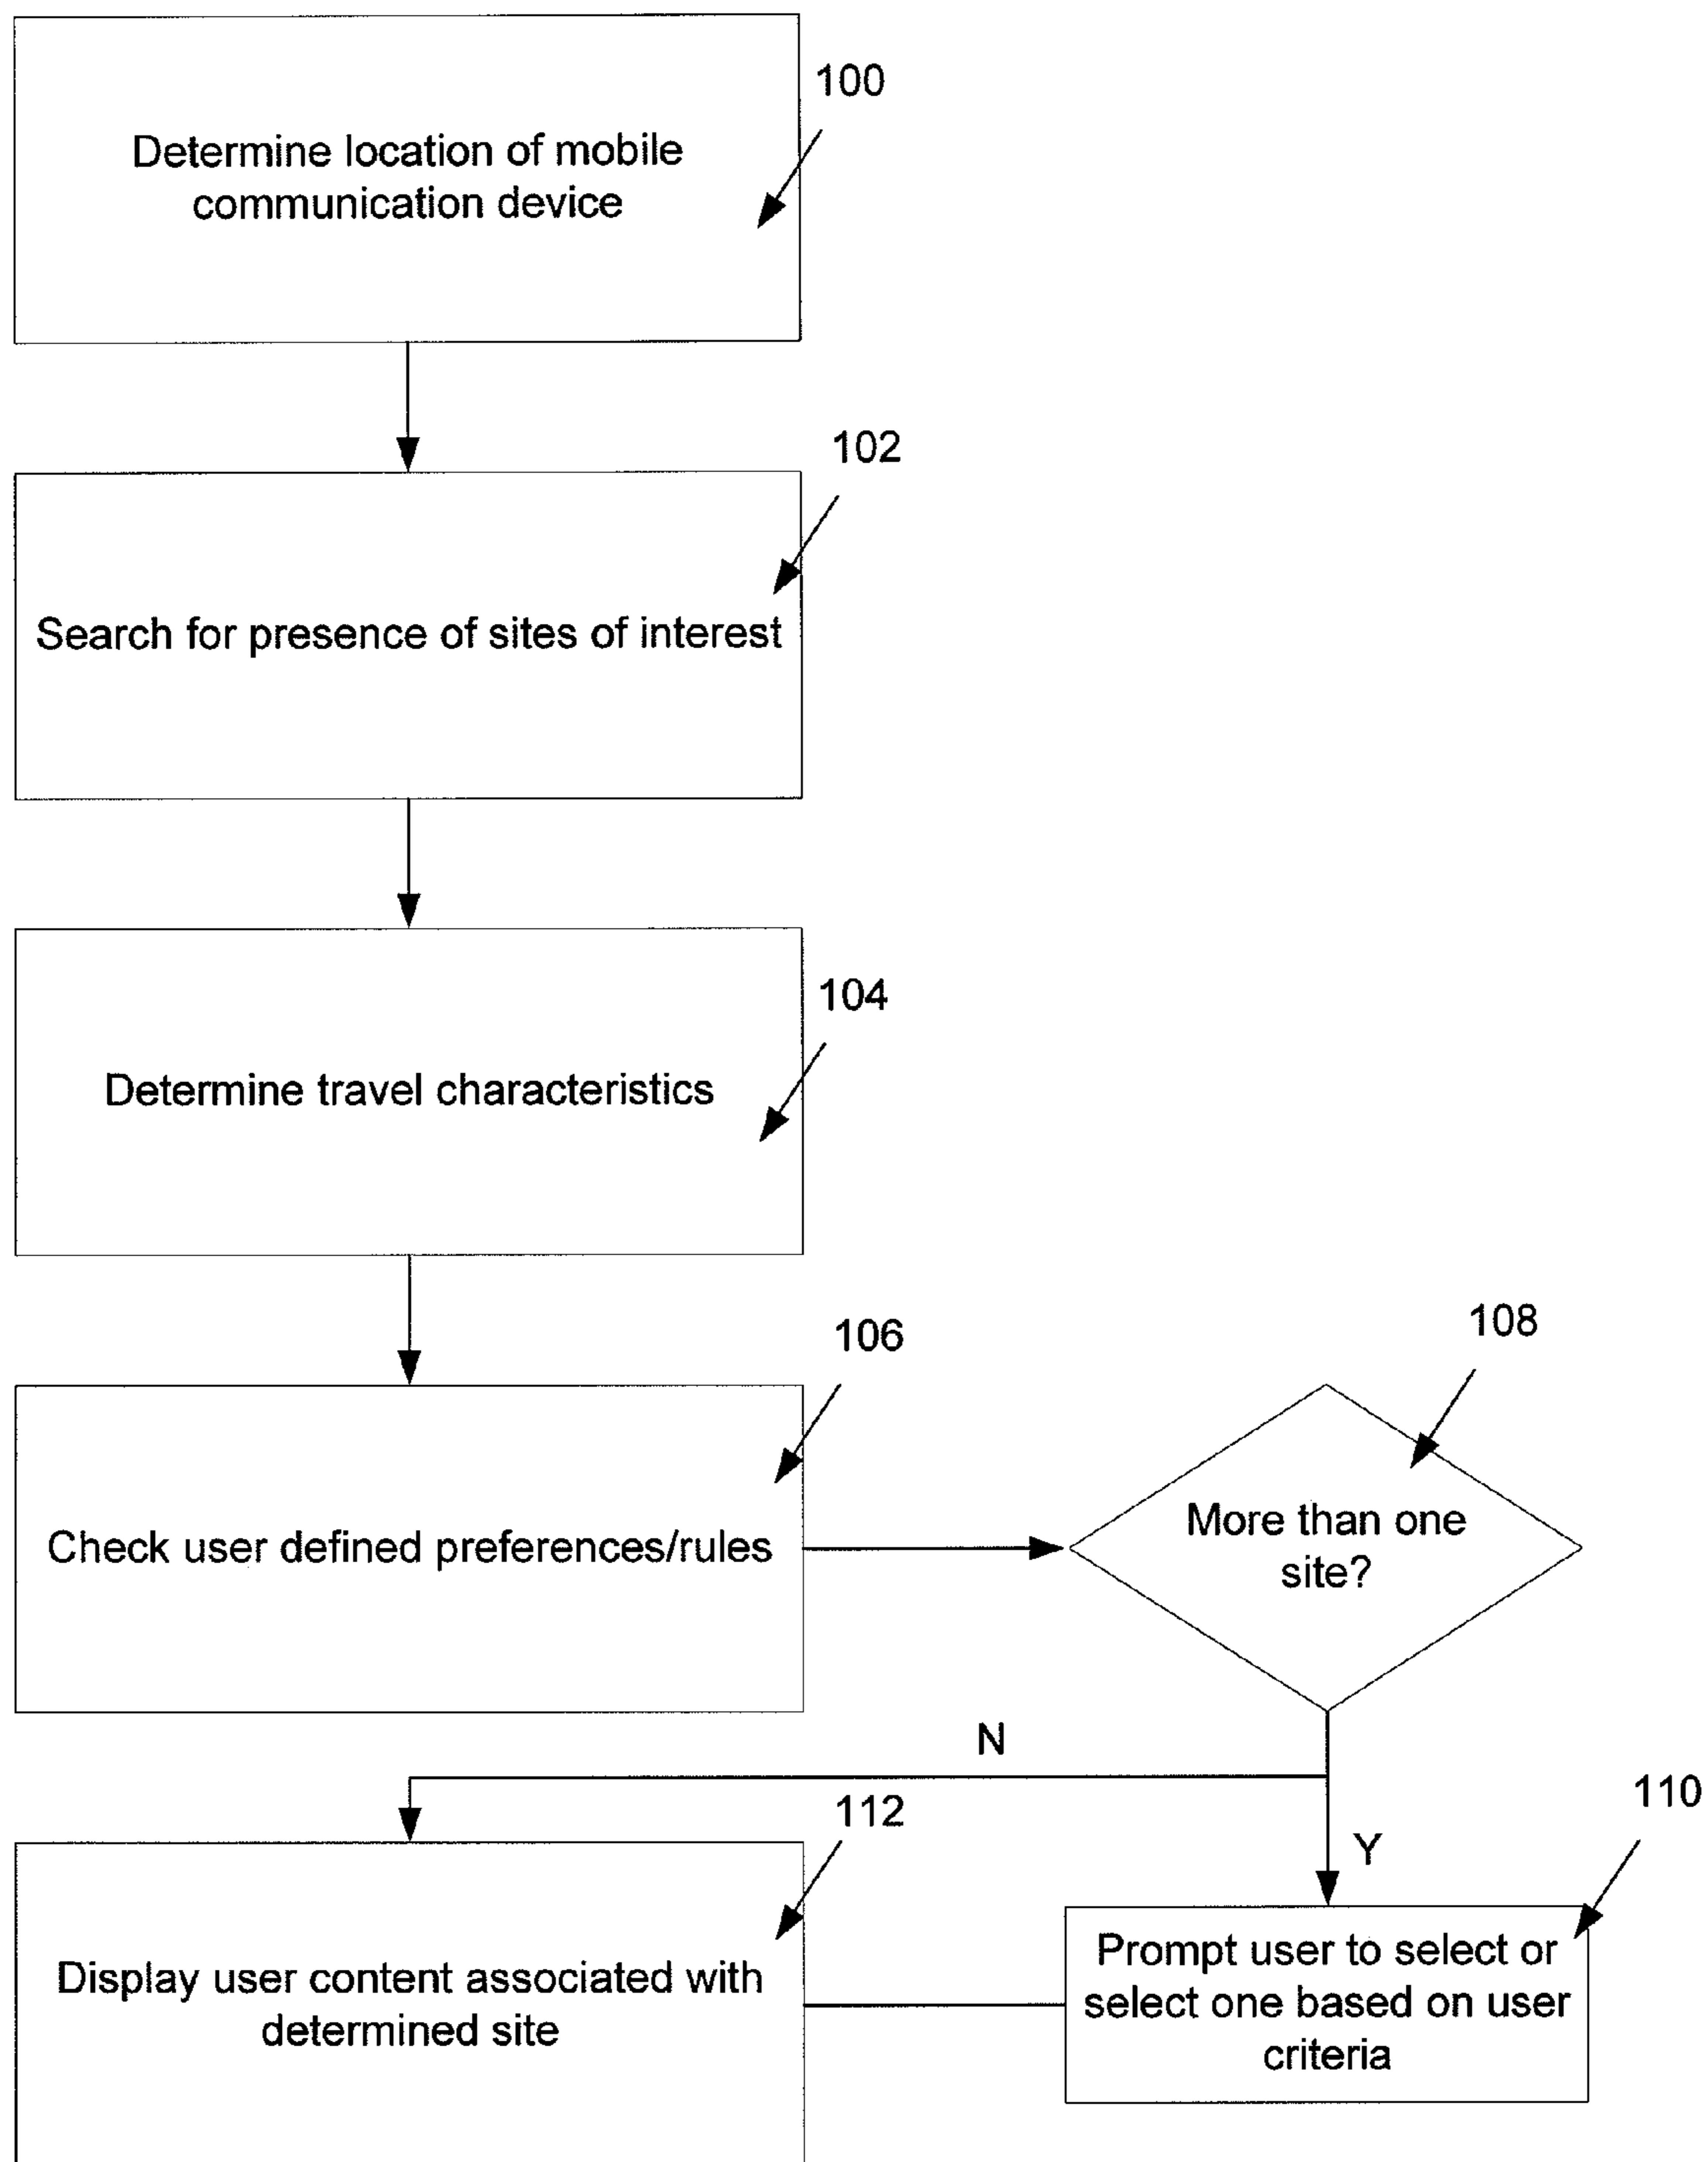 100
Determine location of mobile
communication device
102
Search for presence of sites of interest
104
Determine travel characteristics
106
Check user defined preferences/rules
108
More than one
site?
N
Y
110
Prompt user to select or
select one based on user
criteria
112
Display user content associated with
determined site